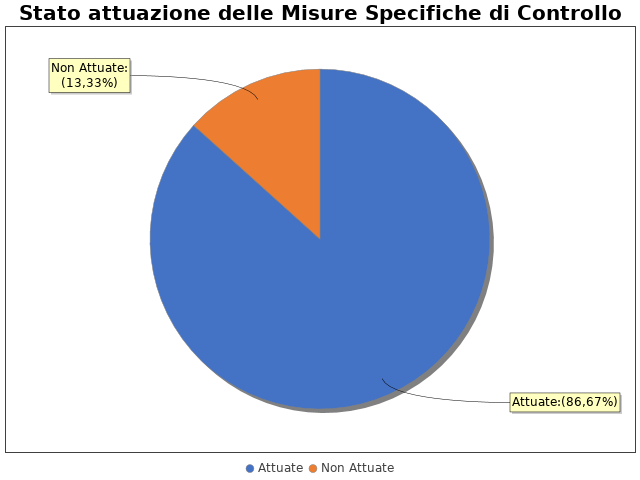 Stato attuazione delle Misure Specifiche di Controllo
Non Attuate:
(13,33%)
Attuate:(86,67%)
Attuate
Non Attuate